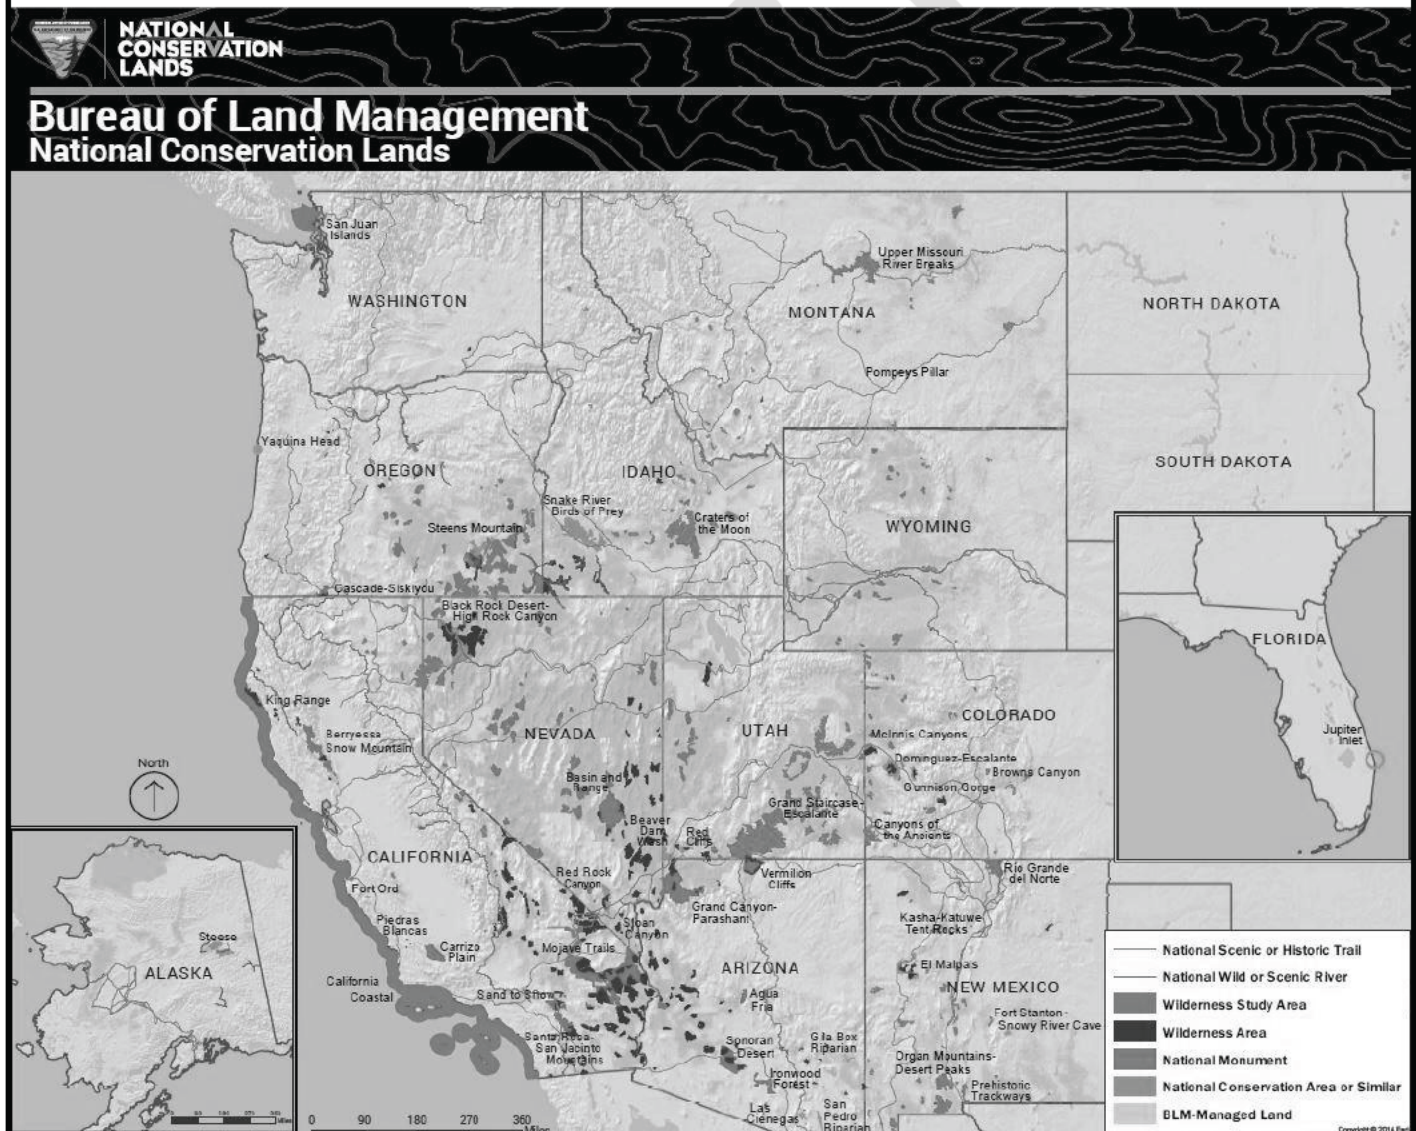 NATIONAL
CONSERVATION
LANDS
Bureau of Land Management
National Conservation Lands
San Juan
Islands
WASHINGTON
Upper Missouri
River Breaks
MONTANA
NORTH DAKOTA
Pompeys Pillar
Yaquina Head
OREGON
IDAHO
SOUTH DAKOTA
Snake River
Birds of Prey
Craters of
the Moon
Steens Mountain
WYOMING
Cascade-Siskiyou
Black Rock Desert-
High Rock Canyon
FLORIDA
King Range
COLORADO
Berryessa
Snow Mountain
NEVADA
UTAH
McInnis Canyons
Jupiter
Inlet
North
Dominguez-Escalante
Browns Canyon
Basin and
Range
Gunnison Gorge
Grand Staircase-
Escalante
Beaver
Dam
Wash
Red
Cliffs
Canyons of
the Ancients
CALIFORNIA
Red Rock
Canyon
Vermilion
Cliffs
Rio Grande
del Norte
Fort Ord
Grand Canyon-
Parashant
Piedras
Blancas
Sloan
Canyon
Kasha-Katuwe
Tent Rocks
Steese
Carrizo
Plain
Mojave Trails
ALASKA
ARIZONA
El Malpais
California
Coastal
Sand to Snow
Agua
Fria
NEW MEXICO
Fort Stanton-
Snowy River Cave
Santa Rosa-
San Jacinto
Mountains
Sonoran
Desert
Gila Box
Riparian
Organ Mountains-
Desert Peaks
Ironwood
Forest
Prehistoric
Trackways
Las
Cienegas
San
Pedro
Riparian
0 90 180 270 360
Miles
National Scenic or Historic Trail
National Wild or Scenic River
Wilderness Study Area
Wilderness Area
National Monument
National Conservation Area or Similar
BLM-Managed Land